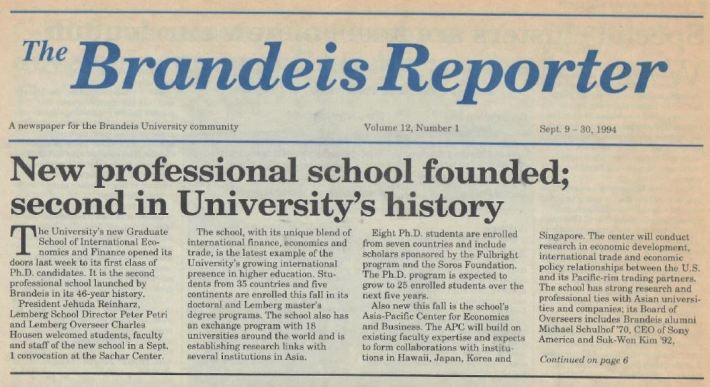 The Brandeis Reporter
A newspaper for the Brandeis University community Volume 12, Number 1 Sept. 9 – 30, 1994
New professional school founded;
second in University's history
The University's new Graduate
School of International Eco-
nomics and Finance opened its
doors last week to its first class of
Ph.D. candidates. It is the second
professional school launched by
Brandeis in its 46-year history.
President Jehuda Reinharz,
Lemberg School Director Peter Petri
and Lemberg Overseer Charles
Housen welcomed students, faculty
and staff of the new school in a Sept.
1 convocation at the Sachar Center.
The school, with its unique blend of
international finance, economics and
trade, is the latest example of the
University's growing international
presence in higher education. Stu-
dents from 35 countries and five
continents are enrolled this fall in its
doctoral and Lemberg master's
degree programs. The school also has
an exchange program with 18
universities around the world and is
establishing research links with
several institutions in Asia.
Eight Ph.D. students are enrolled
from seven countries and include
scholars sponsored by the Fulbright
program and the Soros Foundation.
The Ph.D. program is expected to
grow to 25 enrolled students over the
next five years.
Also new this fall is the school's
Asia-Pacific Center for Economics
and Business. The APC will build on
existing faculty expertise and expects
to form collaborations with institu-
tions in Hawaii, Japan, Korea and
Singapore. The center will conduct
research in economic development,
international trade and economic
policy relationships between the U.S.
and its Pacific-rim trading partners.
The school has strong research and
professional ties with Asian universi-
ties and companies; its Board of
Overseers includes Brandeis alumni
Michael Schulhof '70, CEO of Sony
America and Suk-Won Kim '92,
Continued on page 6